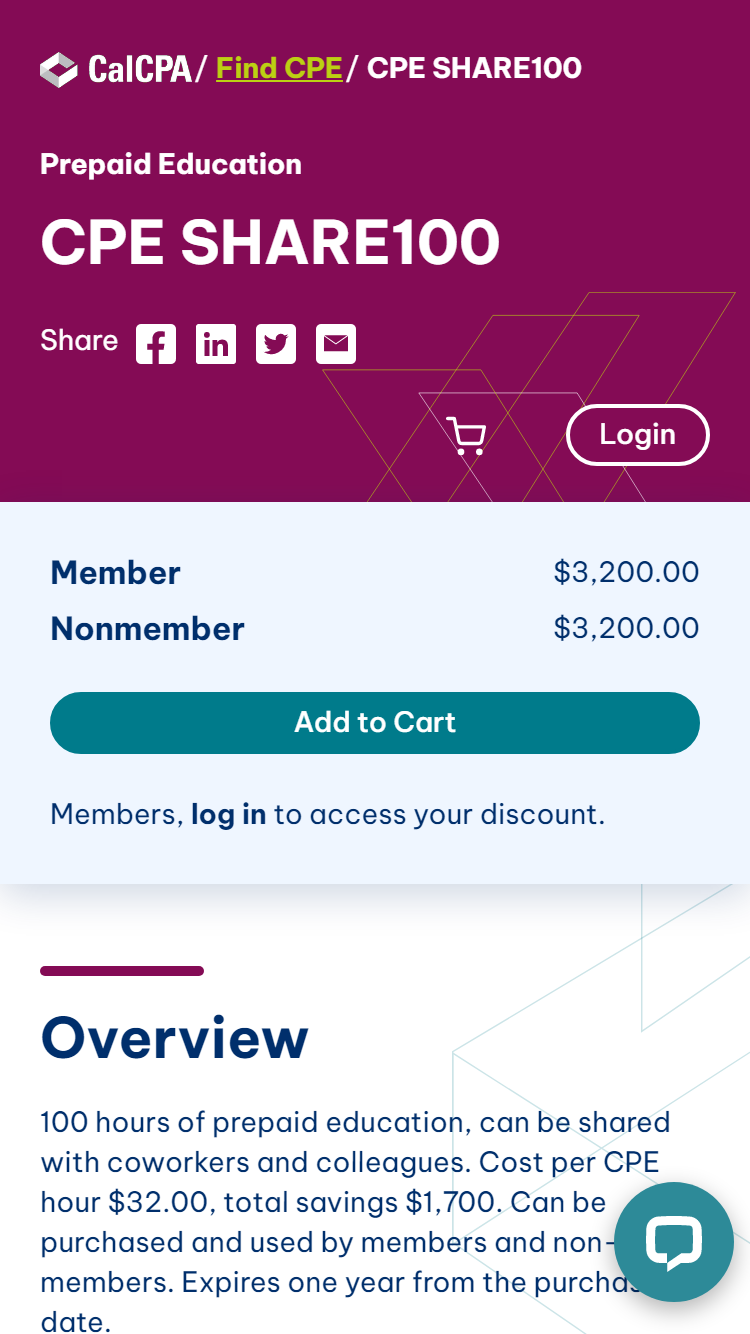 CalCPA / Find CPE / CPE SHARE100
Prepaid Education
CPE SHARE100
Share
Login
Member $3,200.00
Nonmember $3,200.00
Add to Cart
Members, log in to access your discount.
Overview
100 hours of prepaid education, can be shared
with coworkers and colleagues. Cost per CPE
hour $32.00, total savings $1,700. Can be
purchased and used by members and non-
members. Expires one year from the
date.